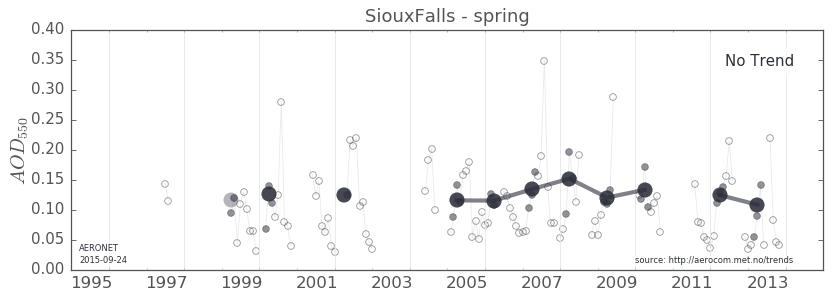 SiouxFalls - spring
0.40
0.35
0.30
0.25
0.20
0.15
0.10
0.05
0.00
AOD550
No Trend
AERONET
2015-09-24
source: http://aerocom.met.no/trends
1995 1997 1999 2001 2003 2005 2007 2009 2011 2013